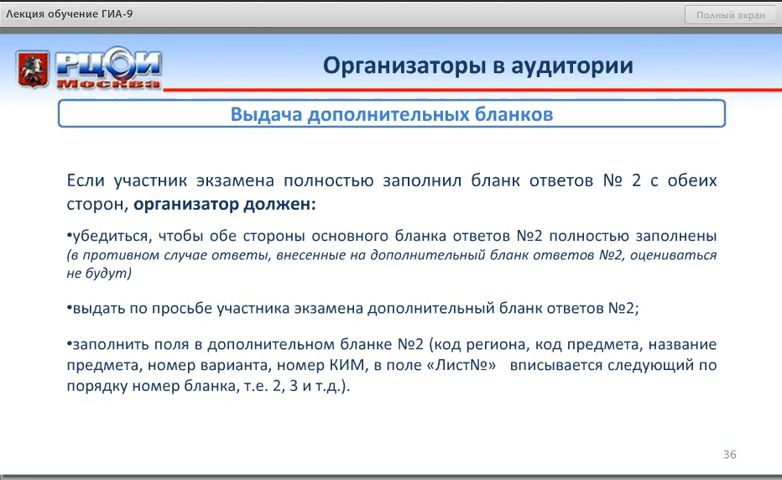 Лекция обучение ГИА-9
Полный экран
РЦОИ
Москва
Организаторы в аудитории
Выдача дополнительных бланков
Если участник экзамена полностью заполнил бланк ответов № 2 с обеих
сторон, организатор должен:
•убедиться, чтобы обе стороны основного бланка ответов №2 полностью заполнены
(в противном случае ответы, внесенные на дополнительный бланк ответов №2, оцениваться
не будут)
•выдать по просьбе участника экзамена дополнительный бланк ответов №2;
•заполнить поля в дополнительном бланке №2 (код региона, код предмета, название
предмета, номер варианта, номер КИМ, в поле «Лист№» вписывается следующий по
порядку номер бланка, т.е. 2, 3 и т.д.).
36